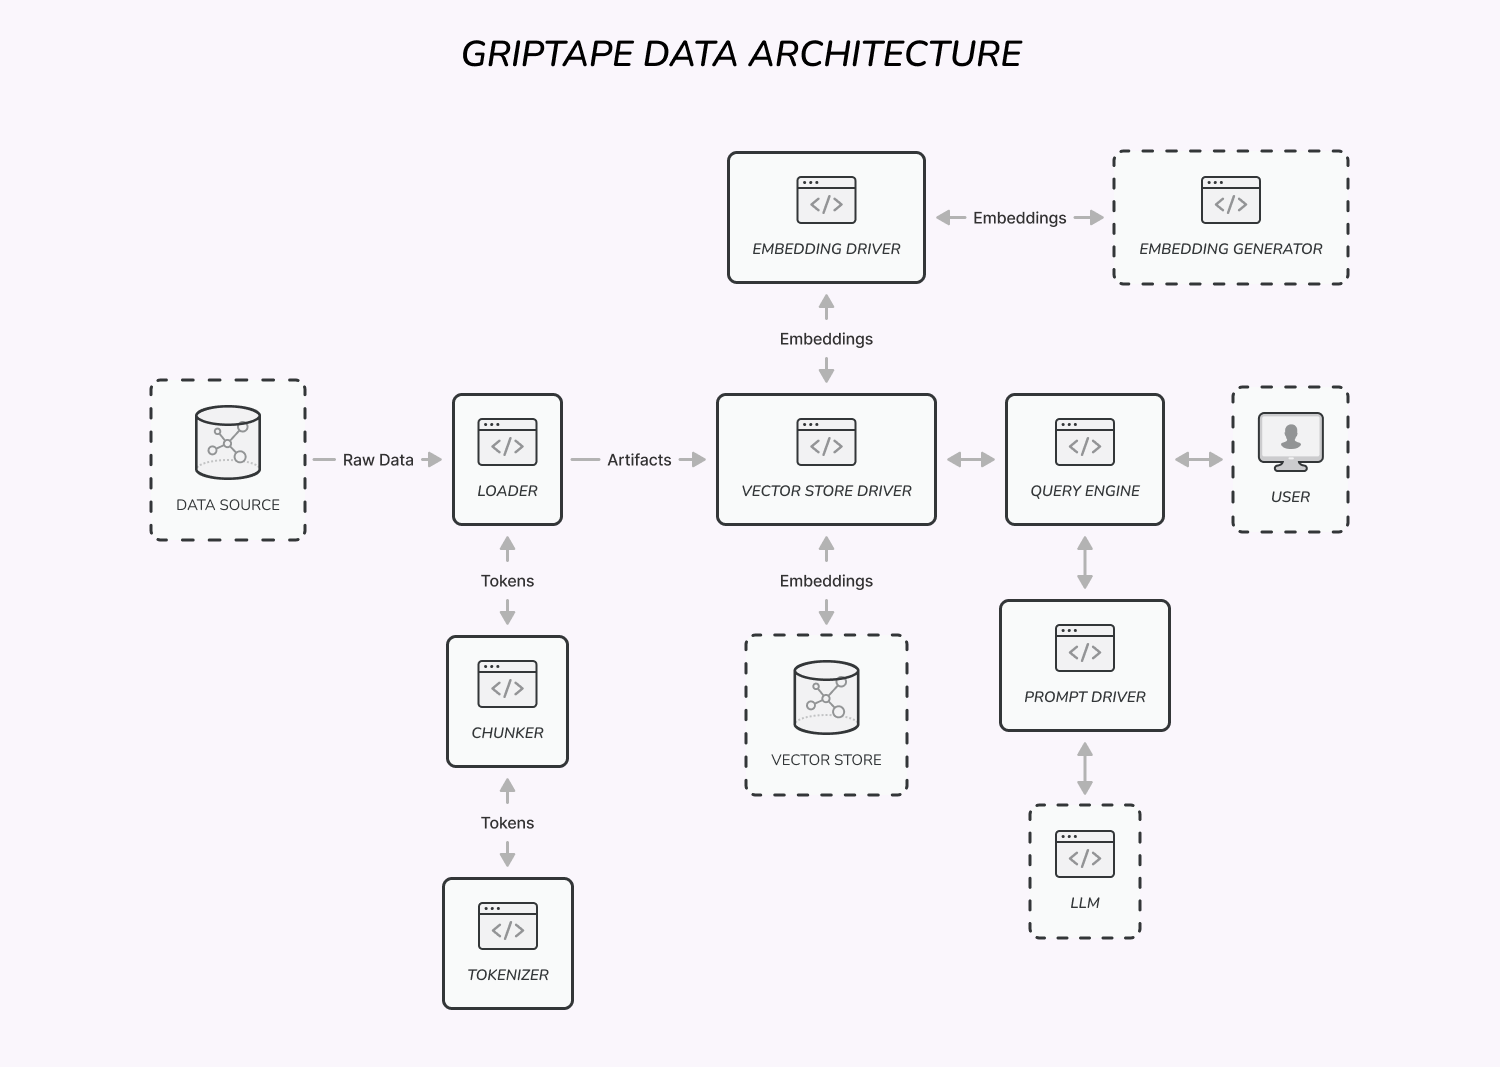 GRIPTAPE DATA ARCHITECTURE
EMBEDDING DRIVER
Embeddings
EMBEDDING GENERATOR
Embeddings
DATA SOURCE
Raw Data
LOADER
Artifacts
VECTOR STORE DRIVER
QUERY ENGINE
USER
Tokens
Embeddings
CHUNKER
VECTOR STORE
PROMPT DRIVER
Tokens
LLM
TOKENIZER